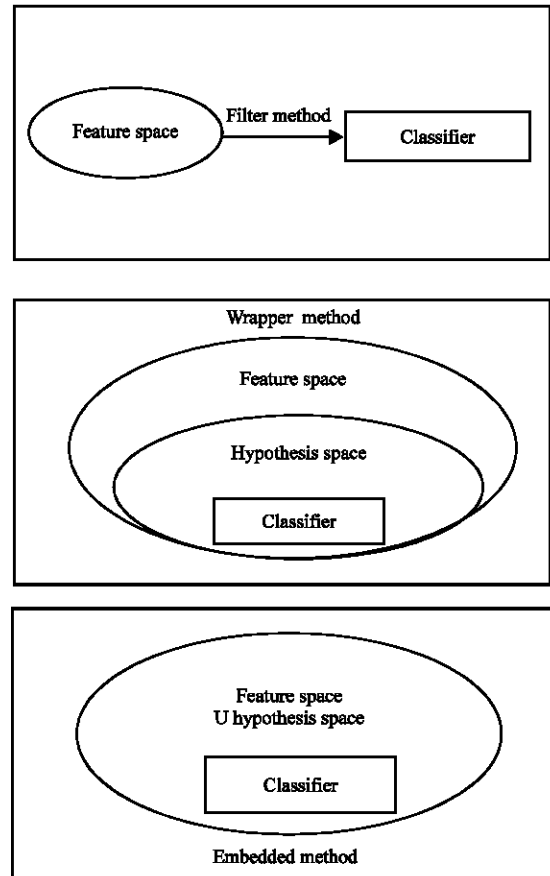 Feature space
Filter method
Classifier
Wrapper method
Feature space
Hypothesis space
Classifier
Feature space
U hypothesis space
Classifier
Embedded method